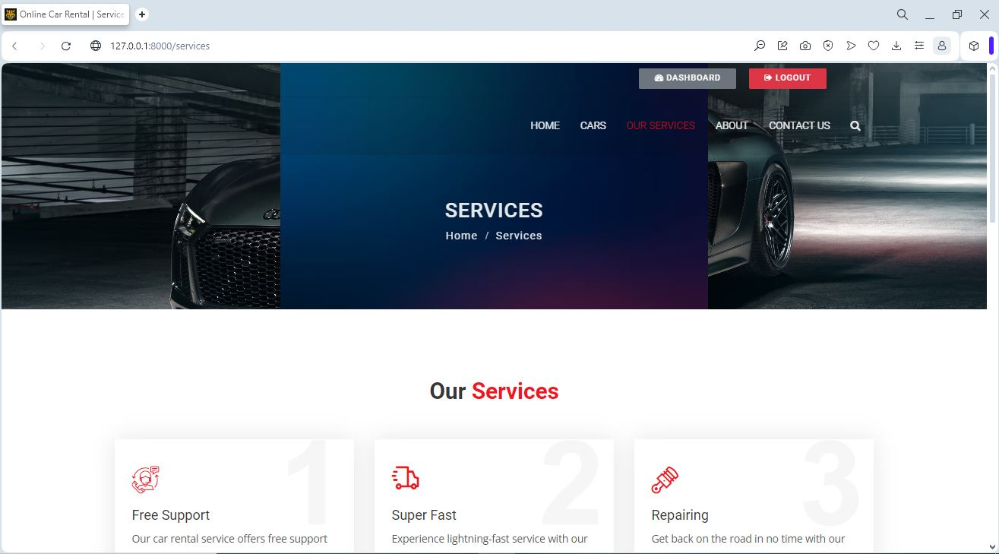 Online Car Rental | Service
127.0.0.1:8000/services
DASHBOARD
LOGOUT
HOME
CARS
OUR SERVICES
ABOUT
CONTACT US
SERVICES
Home / Services
Our Services
1
Free Support
Our car rental service offers free support
2
Super Fast
Experience lightning-fast service with our
3
Repairing
Get back on the road in no time with our